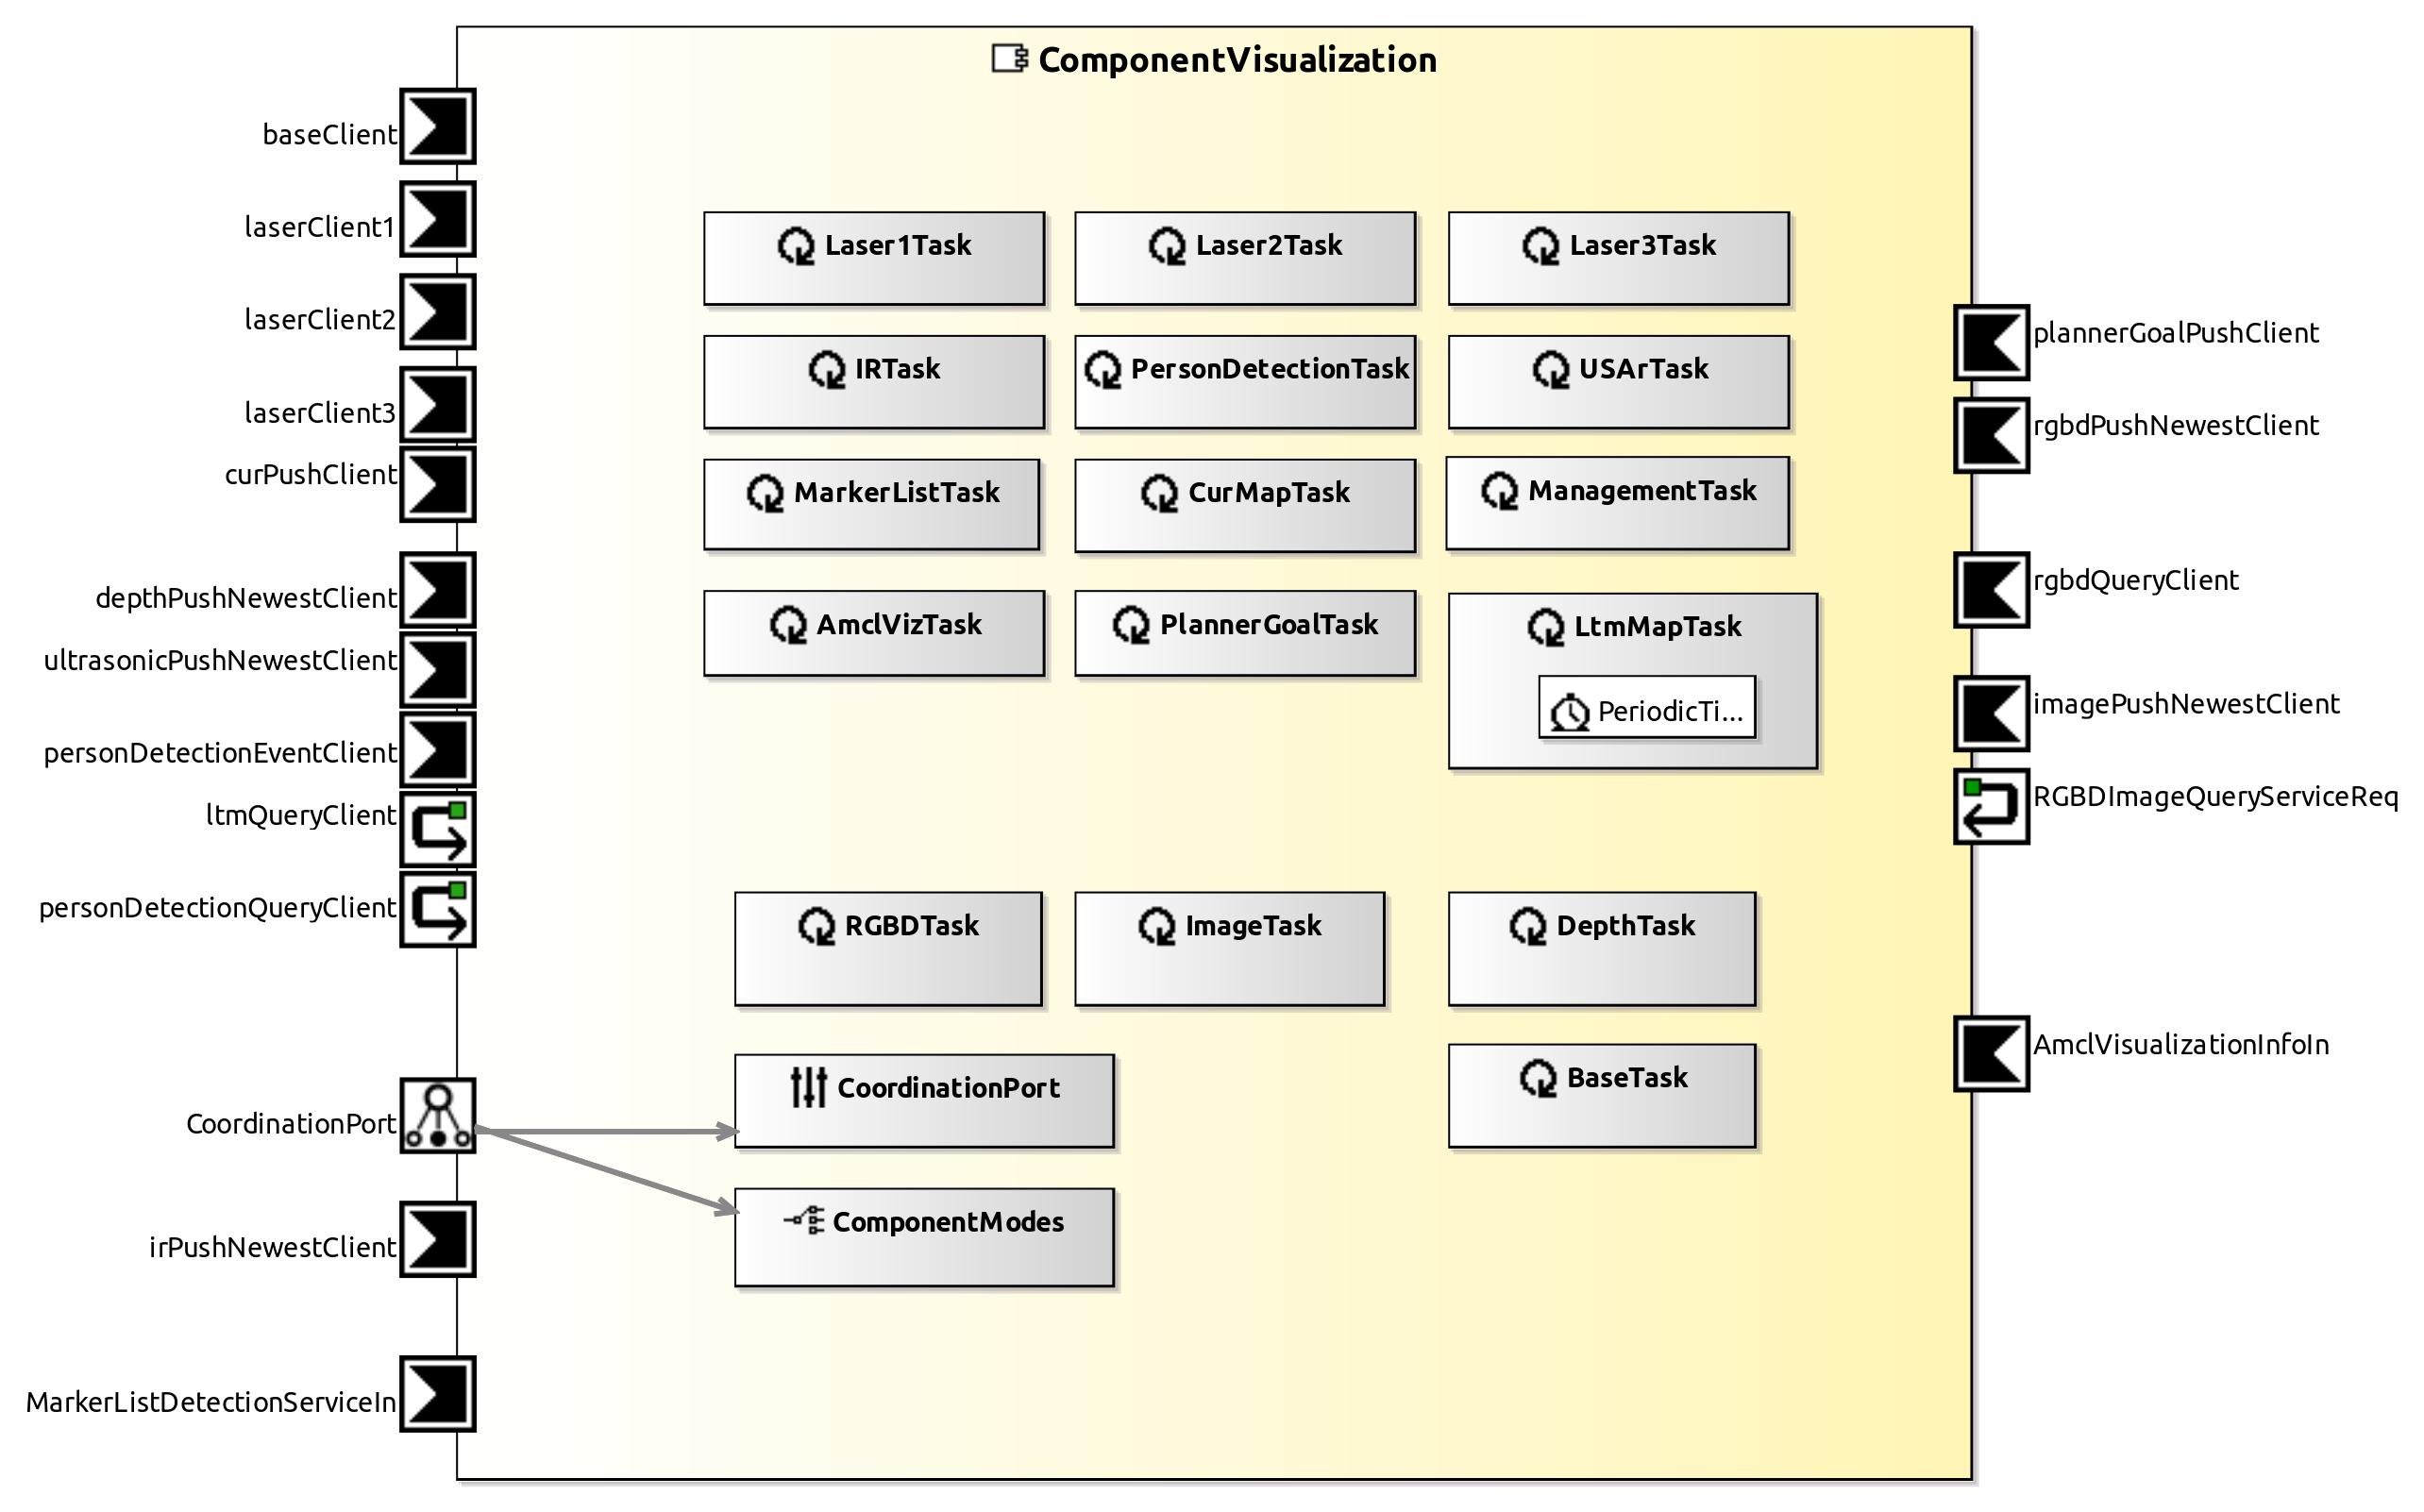 ComponentVisualization
baseClient
laserClient1
laserClient2
laserClient3
curPushClient
depthPushNewestClient
ultrasonicPushNewestClient
personDetectionEventClient
ltmQueryClient
personDetectionQueryClient
CoordinationPort
irPushNewestClient
MarkerListDetectionServiceIn
Laser1Task
Laser2Task
Laser3Task
IRTask
PersonDetectionTask
USArTask
MarkerListTask
CurMapTask
ManagementTask
AmclVizTask
PlannerGoalTask
LtmMapTask
PeriodicTi...
RGBDTask
ImageTask
DepthTask
CoordinationPort
BaseTask
ComponentModes
plannerGoalPushClient
rgbdPushNewestClient
rgbdQueryClient
imagePushNewestClient
RGBDImageQueryServiceReq
AmclVisualizationInfoIn